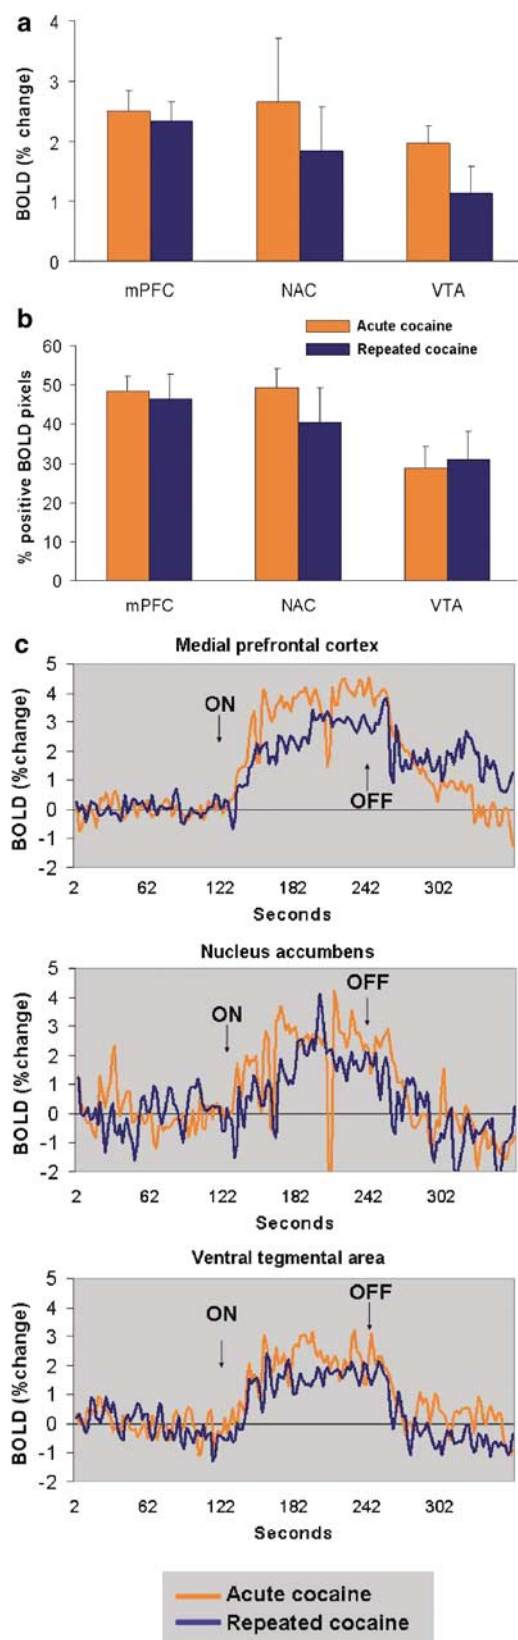 a
BOLD (% change)
4
3
2
1
0
mPFC NAC VTA
b
Acute cocaine
Repeated cocaine
% positive BOLD pixels
60
50
40
30
20
10
0
mPFC NAC VTA
c
Medial prefrontal cortex
BOLD (%change)
5
4
3
2
1
0
-1
-2
ON
OFF
2 62 122 182 242 302
Seconds
Nucleus accumbens
BOLD (%change)
5
4
3
2
1
0
-1
-2
OFF
ON
2 62 122 182 242 302
Seconds
Ventral tegmental area
BOLD (%change)
5
4
3
2
1
0
-1
-2
OFF
ON
2 62 122 182 242 302
Seconds
Acute cocaine
Repeated cocaine